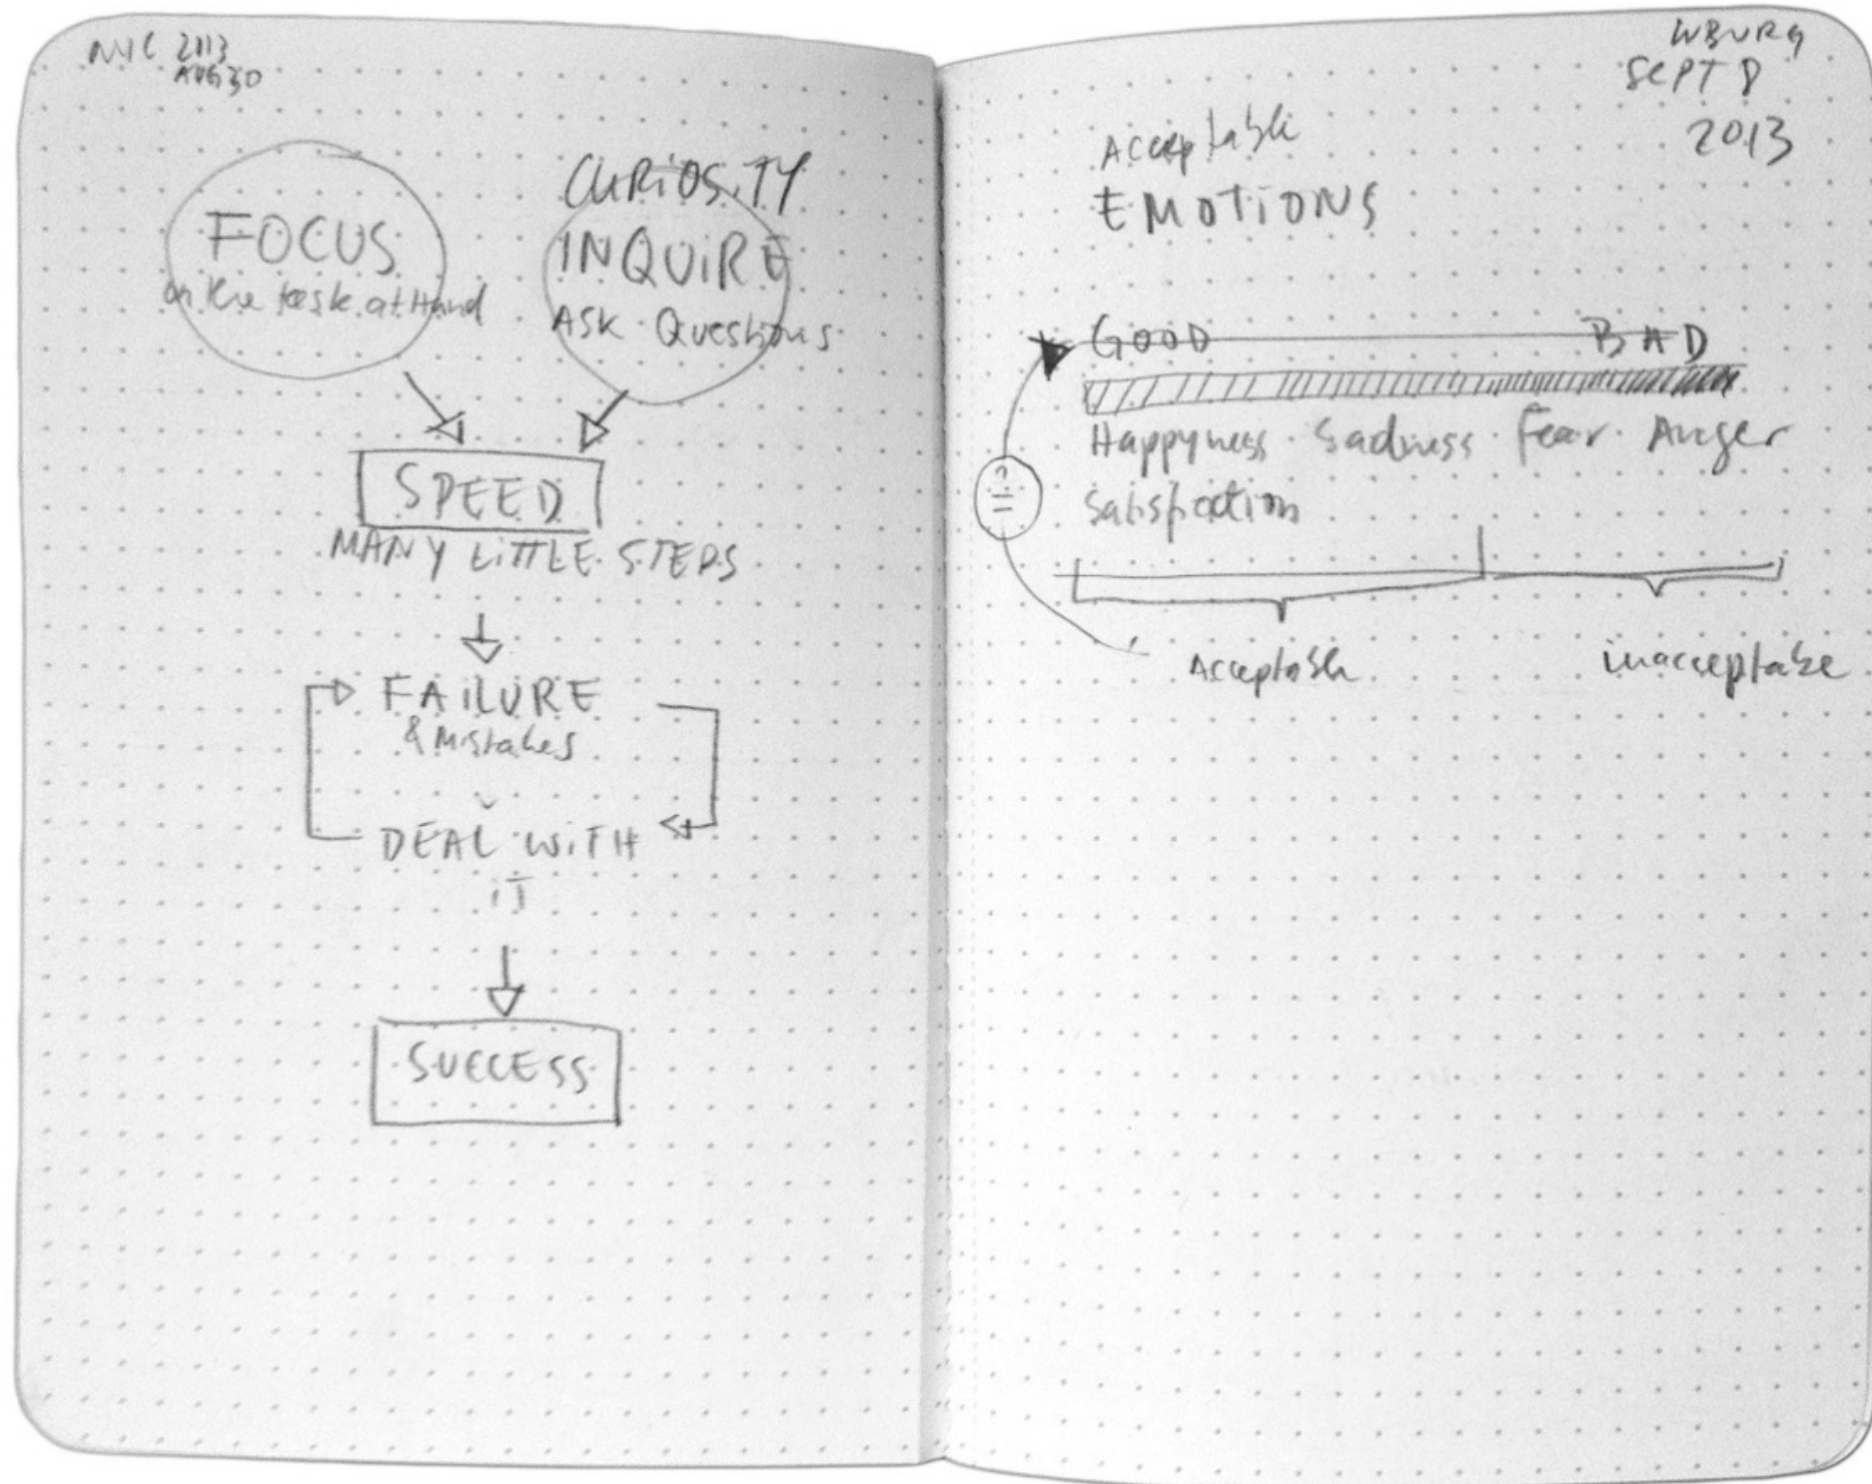 NYC 2013
AUG 30
FOCUS
on the task at Hand
CURiOSiTY
INQUiRE
ASK Questions
SPEED
MANY LiTTLE STEPS
FAiLURE
& Mistakes
DEAL WiTH
iT
SUCCESS
WBURG
SEPT 8
2013
Acceptable
EMOTiONS
GOOD BAD
Happyness Sadness Fear Anger
Satisfaction
?
=
Acceptable inacceptabe